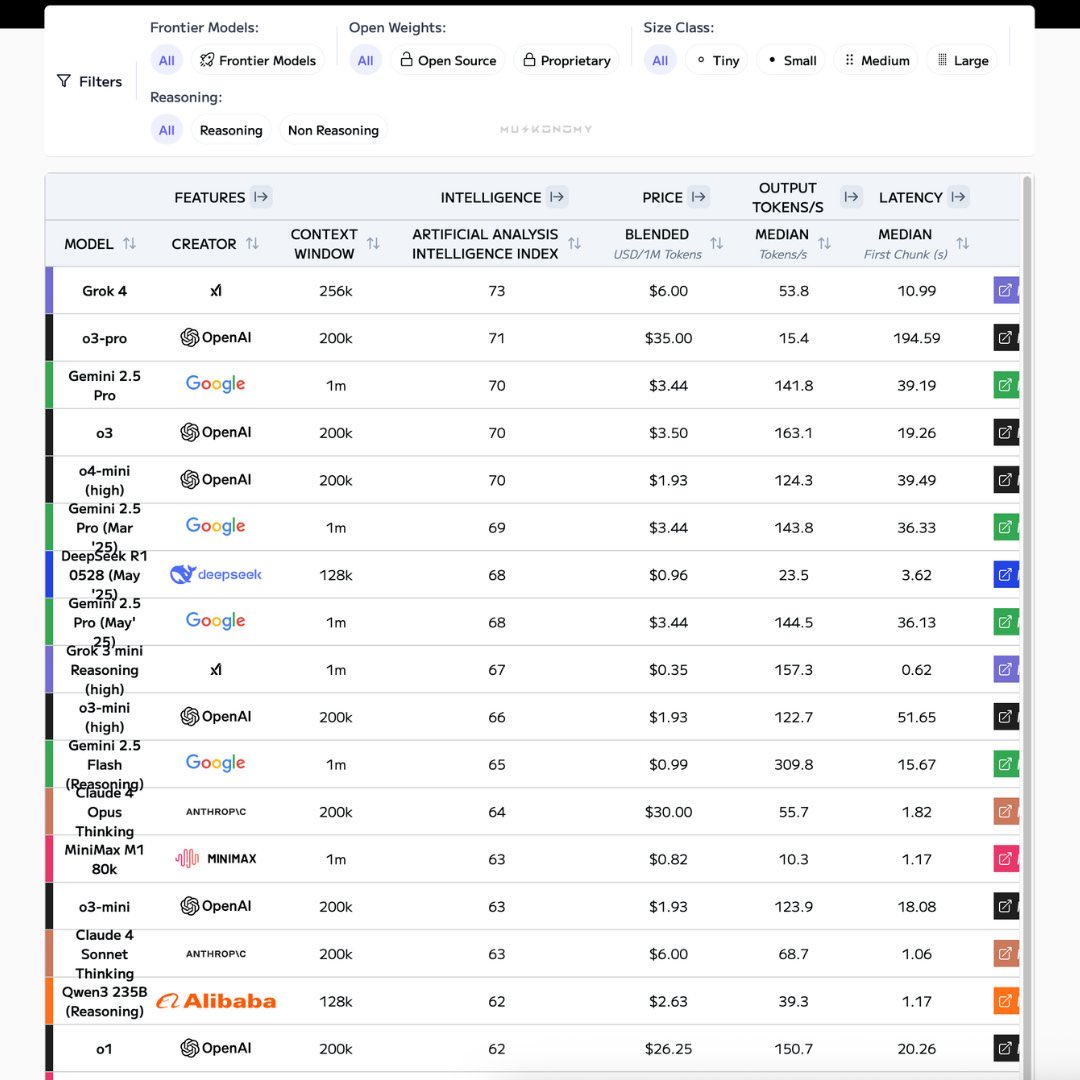 Frontier Models:
Open Weights:
Size Class:
All
Frontier Models
All
Open Source
Proprietary
All
Tiny
Small
Medium
Large
Filters
Reasoning:
All
Reasoning
Non Reasoning
MUSKONOMY
FEATURES
INTELLIGENCE
PRICE
OUTPUT
TOKENS/S
LATENCY
MODEL
CREATOR
CONTEXT
WINDOW
ARTIFICIAL ANALYSIS
INTELLIGENCE INDEX
BLENDED
USD/1M Tokens
MEDIAN
Tokens/s
MEDIAN
First Chunk (s)
Grok 4
xI
256k
73
$6.00
53.8
10.99
o3-pro
OpenAI
200k
71
$35.00
15.4
194.59
Gemini 2.5
Pro
Google
1m
70
$3.44
141.8
39.19
o3
OpenAI
200k
70
$3.50
163.1
19.26
o4-mini
(high)
OpenAI
200k
70
$1.93
124.3
39.49
Gemini 2.5
Pro (Mar
'25)
Google
1m
69
$3.44
143.8
36.33
DeepSeek R1
0528 (May
'25)
deepseek
128k
68
$0.96
23.5
3.62
Gemini 2.5
Pro (May'
25)
Google
1m
68
$3.44
144.5
36.13
Grok 3 mini
Reasoning
(high)
xI
1m
67
$0.35
157.3
0.62
o3-mini
(high)
OpenAI
200k
66
$1.93
122.7
51.65
Gemini 2.5
Flash
(Reasoning)
Google
1m
65
$0.99
309.8
15.67
Claude 4
Opus
Thinking
ANTHROP\C
200k
64
$30.00
55.7
1.82
MiniMax M1
80k
MINIMAX
1m
63
$0.82
10.3
1.17
o3-mini
OpenAI
200k
63
$1.93
123.9
18.08
Claude 4
Sonnet
Thinking
ANTHROP\C
200k
63
$6.00
68.7
1.06
Qwen3 235B
(Reasoning)
Alibaba
128k
62
$2.63
39.3
1.17
o1
OpenAI
200k
62
$26.25
150.7
20.26